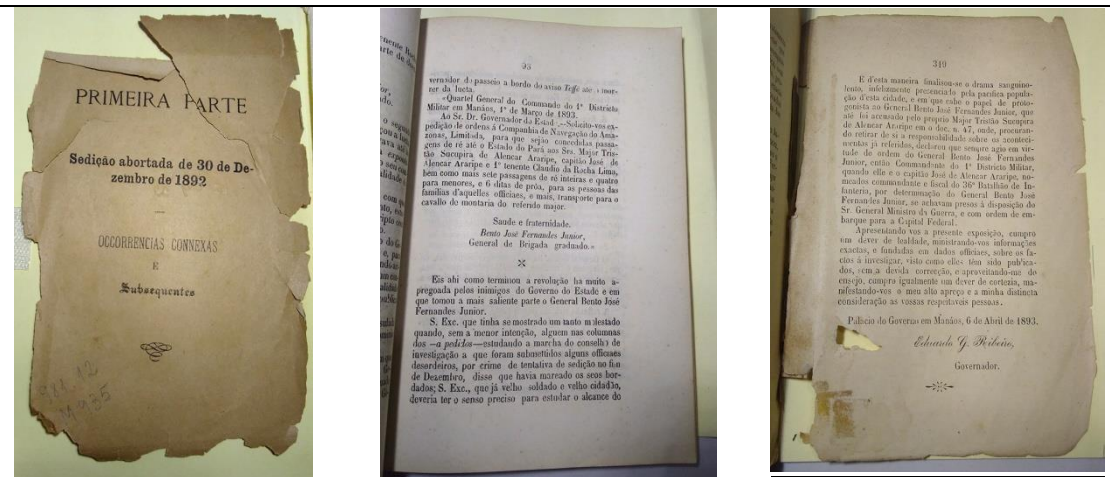 PRIMEIRA PARTE
Sedição abortada de 30 de De-
zembro de 1892
OCCORRENCIAS CONNEXAS
E
Subsequentes
981.12
vernador do passeio a bordo do aviso Teffé até o mor-
rer da lucta.
«Quartel General do Commando do 1º Districto
Militar em Manáos, 1º de Março de 1893.
Ao Sr. Dr. Governador do Estad —Solicito-vos ex-
pedição de ordens á Companhia de Navegação do Ama-
zonas, Limitada, para que sejão concedidas passa-
gens de ré até o Estado do Pará aos Srs. Major Tris-
tão Sucupira de Alencar Araripe, capitão José de
Alencar Araripe e 1º tenente Claudio da Rocha Lima,
bem como mais sete passagens de ré inteiras e quatro
para menores, e 6 ditas de prôa, para as pessoas das
familias d'aquelles officiaes, e mais, transporte para o
cavallo de montaria do referido major.
Saude e fraternidade.
Bento José Fernandes Junior,
General de Brigada graduado.»
Eis ahi como terminou a revolução ha muito a-
pregoada pelos inimigos do Governo do Estado e em
que tomou a mais saliente parte o General Bento José
Fernandes Junior.
S. Exc. que tinha se mostrado um tanto molestado
quando, sem a menor intenção, alguem nas columnas
dos —a pedidos—estudando a marcha do conselho de
investigação a que foram submettidos alguns officiaes
desordeiros, por crime de tentativa de sedição no fim
de Dezembro, disse que havia mareado os seos bor-
dados; S. Exc., que já velho soldado e velho cidadão,
deveria ter o senso preciso para estudar o alcance do
349
E d'esta maneira finalisou-se o drama sanguino-
lento, infelizmente presenciado pela pacifica popula-
ção d'esta cidade, e em que cabe o papel de proto-
gonista ao General Bento José Fernandes Junior, que
até foi accusado pelo proprio Major Tristão Sucupira
de Alencar Araripe em o doc. n. 47, onde, procuran-
do retirar de si a responsabilidade sobre os aconteci-
mentos já referidos, declarou que sempre agio em vir-
tude de ordem do General Bento José Fernandes
Junior, então Commandante do 1º Districto Militar,
quando elle e o capitão José de Alencar Araripe, no-
meados commandante e fiscal do 36º Batalhão de In-
fanteria, por determinação do General Bento José
Fernandes Junior, se achavam presos á disposição do
Sr. General Ministro da Guerra, e com ordem de em-
barque para a Capital Federal.
Apresentando vos a presente exposição, cumpro
um dever de lealdade, ministrando-vos informações
exactas, e fundadas em dados officiaes, sobre os fa-
ctos á investigar, visto como elles têm sido publica-
dos, sem a devida correcção, e aproveitando-me do
ensejo, cumpro igualmente um dever de cortezia, ma-
nifestando-vos o meu alto apreço e a minha distincta
consideração as vossas respeitaveis pessoas.
Palacio do Governo em Manáos, 6 de Abril de 1893.
Eduardo G. Ribeiro,
Governador.